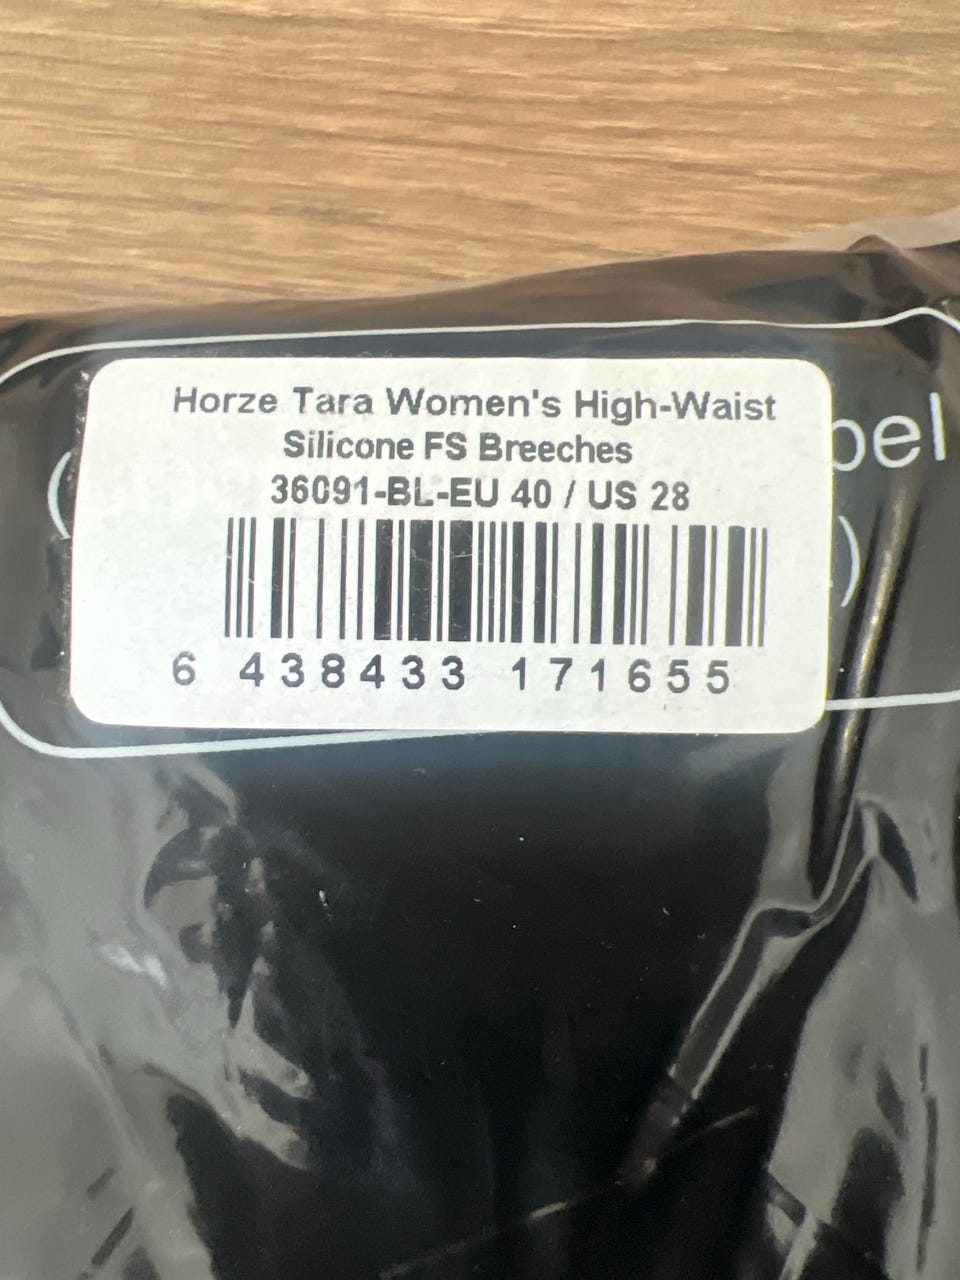 Horze Tara Women's High-Waist
Silicone FS Breeches
36091-BL-EU 40 / US 28
6 438433 171655